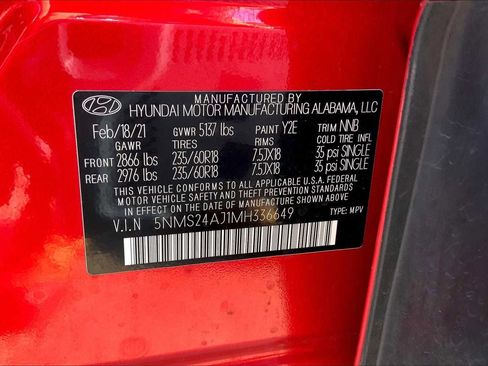 MANUFACTURED BY
HYUNDAI MOTOR MANUFACTURING ALABAMA, LLC
Feb/18/21 GVWR 5137 lbs PAINT Y2E TRIM NNB
GAWR TIRES RIMS COLD TIRE INFL
FRONT 2866 lbs 235/60R18 7.5JX18 35 psi SINGLE
REAR 2976 lbs 235/60R18 7.5JX18 35 psi SINGLE
THIS VEHICLE CONFORMS TO ALL APPLICABLE U.S.A. FEDERAL
MOTOR VEHICLE SAFETY AND THEFT PREVENTION STANDARDS
IN EFFECT ON THE DATE OF MANUFACTURE SHOWN ABOVE.
V.I.N 5NMS24AJ1MH336649 TYPE: MPV